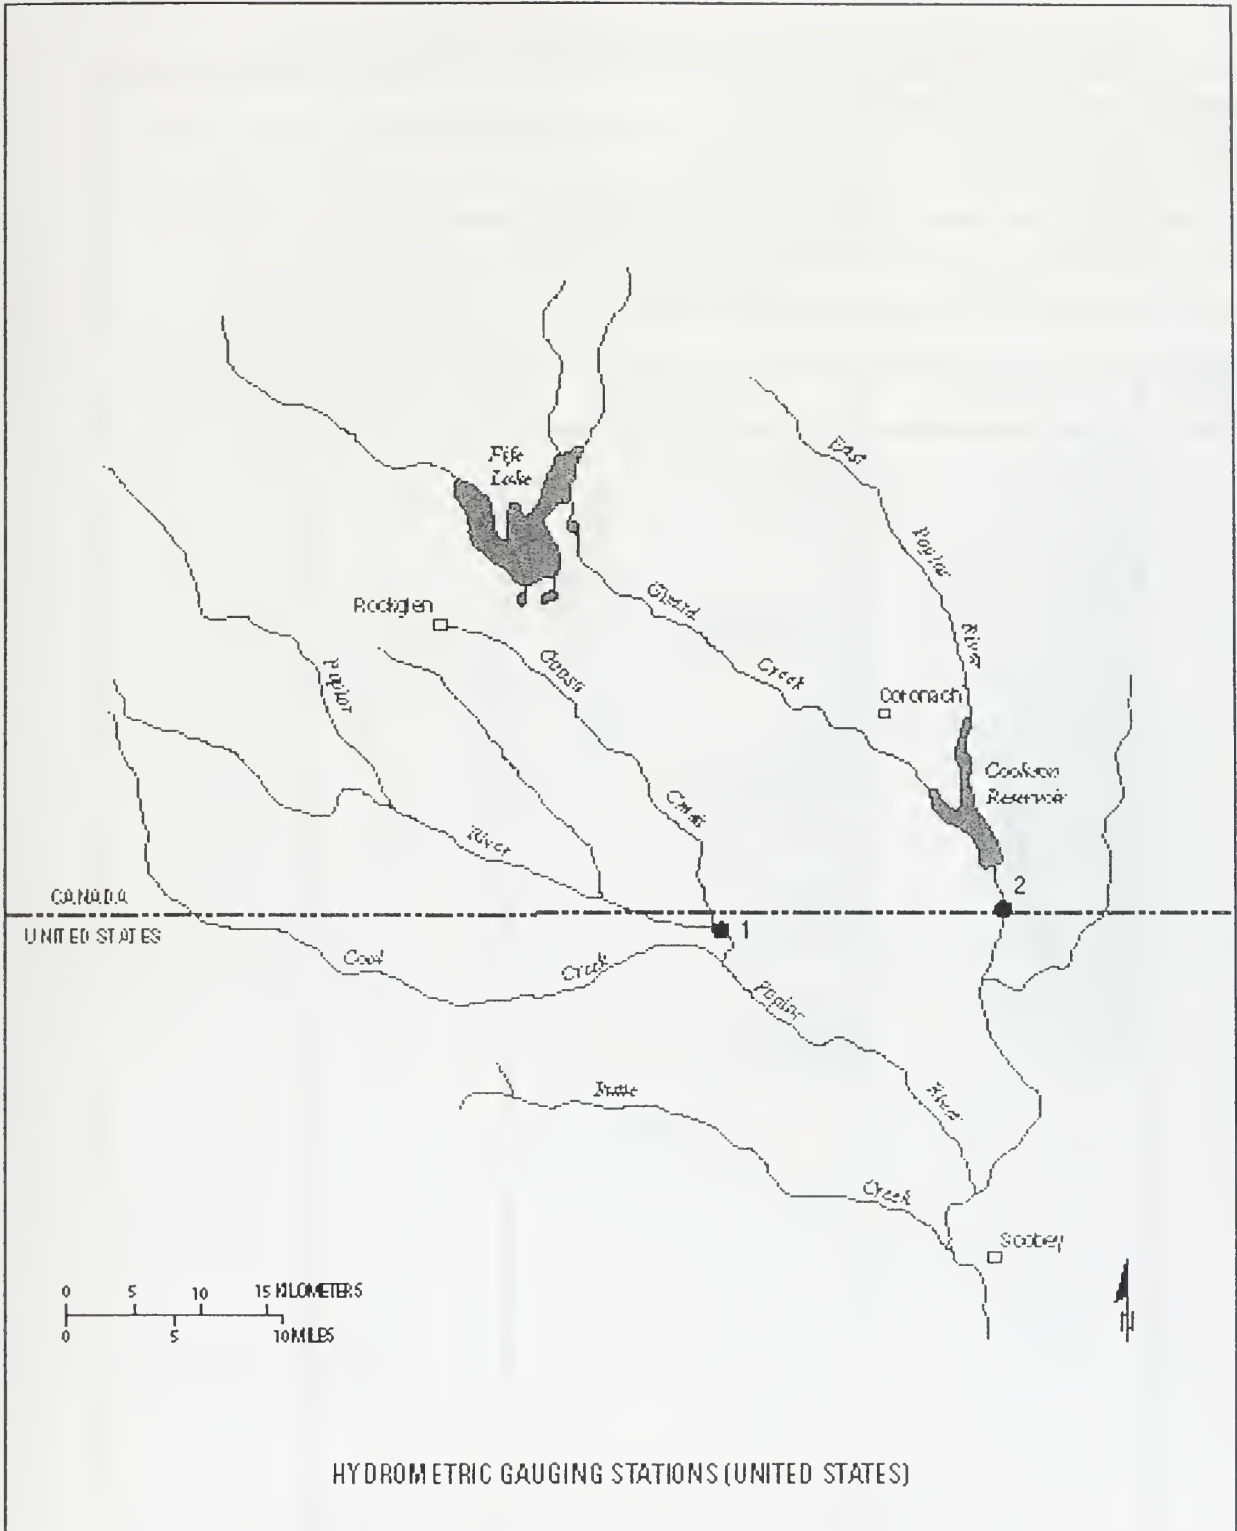 Fife
Lake
East
Poplar
River
Rockglen
Girard
Creek
Goose
Creek
Coronach
Cookson
Reservoir
Poplar
River
CANADA
UNITED STATES
2
1
Coal
Creek
Poplar
River
Butte
Creek
Scobey
0 5 10 15 KILOMETERS
0 5 10 MILES
N
HYDROMETRIC GAUGING STATIONS (UNITED STATES)